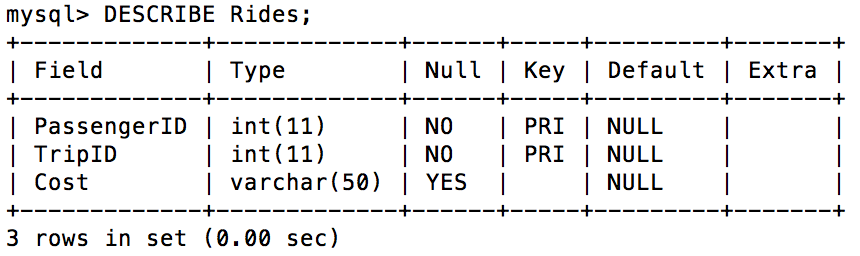 mysql> DESCRIBE Rides;
+-------------+-------------+------+-----+---------+-------+
| Field       | Type        | Null | Key | Default | Extra |
+-------------+-------------+------+-----+---------+-------+
| PassengerID | int(11)     | NO   | PRI | NULL    |       |
| TripID      | int(11)     | NO   | PRI | NULL    |       |
| Cost        | varchar(50) | YES  |     | NULL    |       |
+-------------+-------------+------+-----+---------+-------+
3 rows in set (0.00 sec)